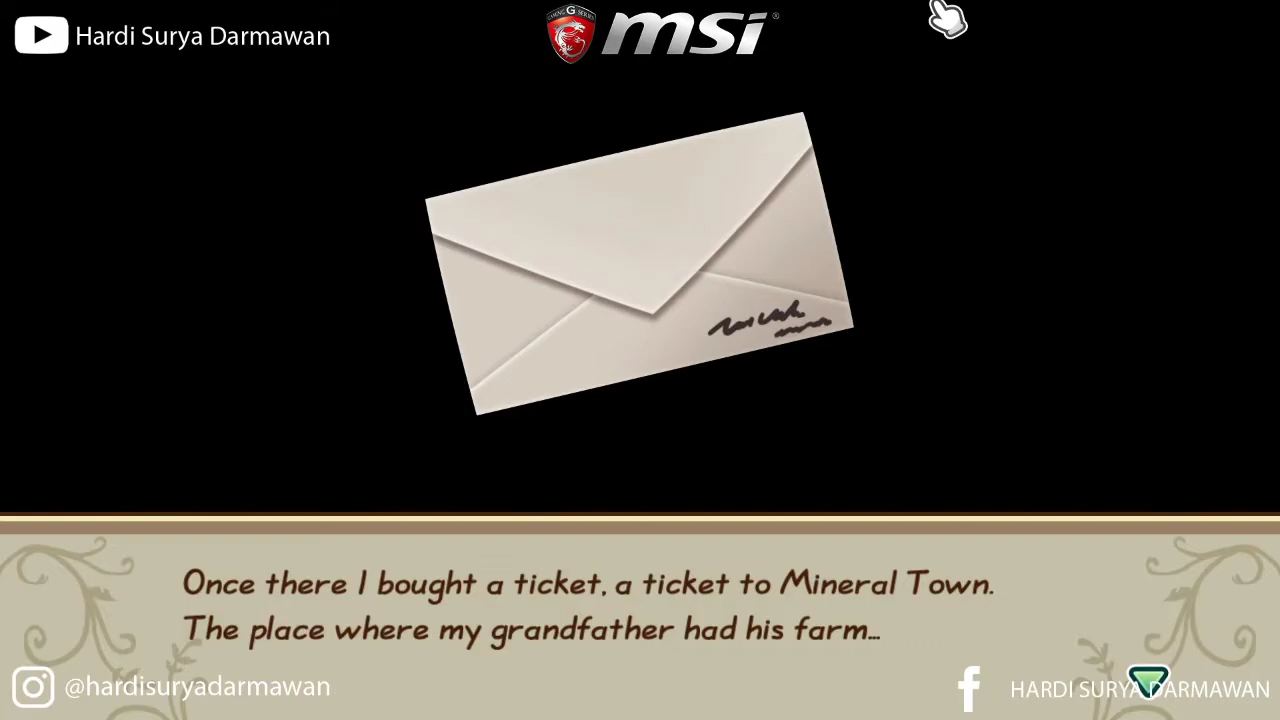 Hardi Surya Darmawan
msi
Once there I bought a ticket, a ticket to Mineral Town.
The place where my grandfather had his farm...
@hardisuryadarmawan
HARDI SURYA DARMAWAN